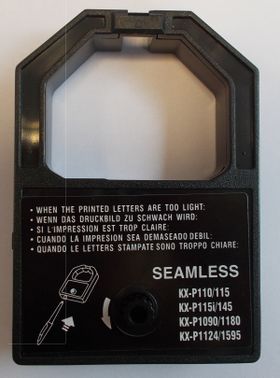 • WHEN THE PRINTED LETTERS ARE TOO LIGHT:
• WENN DAS DRUCKBILD ZU SCHWACH WIRD:
• SI L'IMPRESSION EST TROP CLAIRE:
• CUANDO LA IMPRESION SEA DEMASEADO DEBIL:
• QUANDO LE LETTERS STAMPATE SONO TROPPO CHIARE:
SEAMLESS
KX-P110/115
KX-P115i/145
KX-P1090/1180
KX-P1124/1595